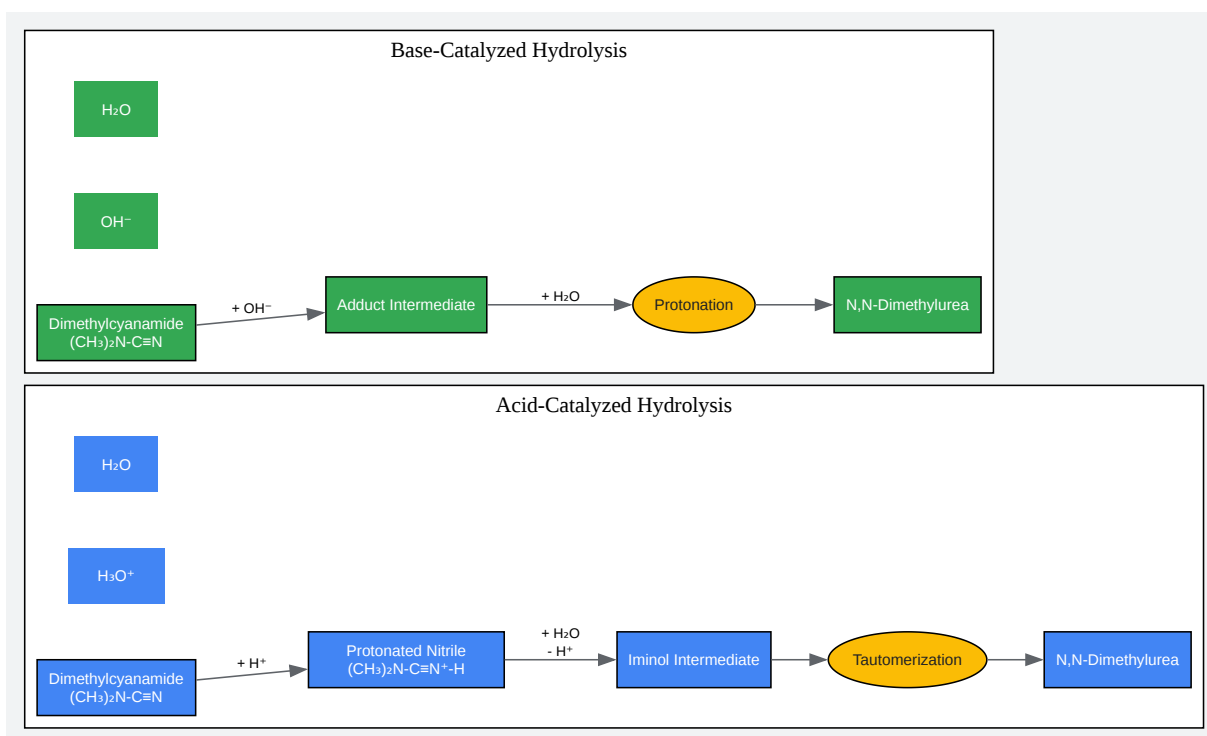 Base-Catalyzed Hydrolysis
H₂O
OH⁻
Dimethylcyanamide
(CH₃)₂N-C≡N
+ OH⁻
Adduct Intermediate
+ H₂O
Protonation
N,N-Dimethylurea
Acid-Catalyzed Hydrolysis
H₂O
H₃O⁺
Dimethylcyanamide
(CH₃)₂N-C≡N
+ H⁺
Protonated Nitrile
(CH₃)₂N-C≡N⁺-H
+ H₂O
- H⁺
Iminol Intermediate
Tautomerization
N,N-Dimethylurea